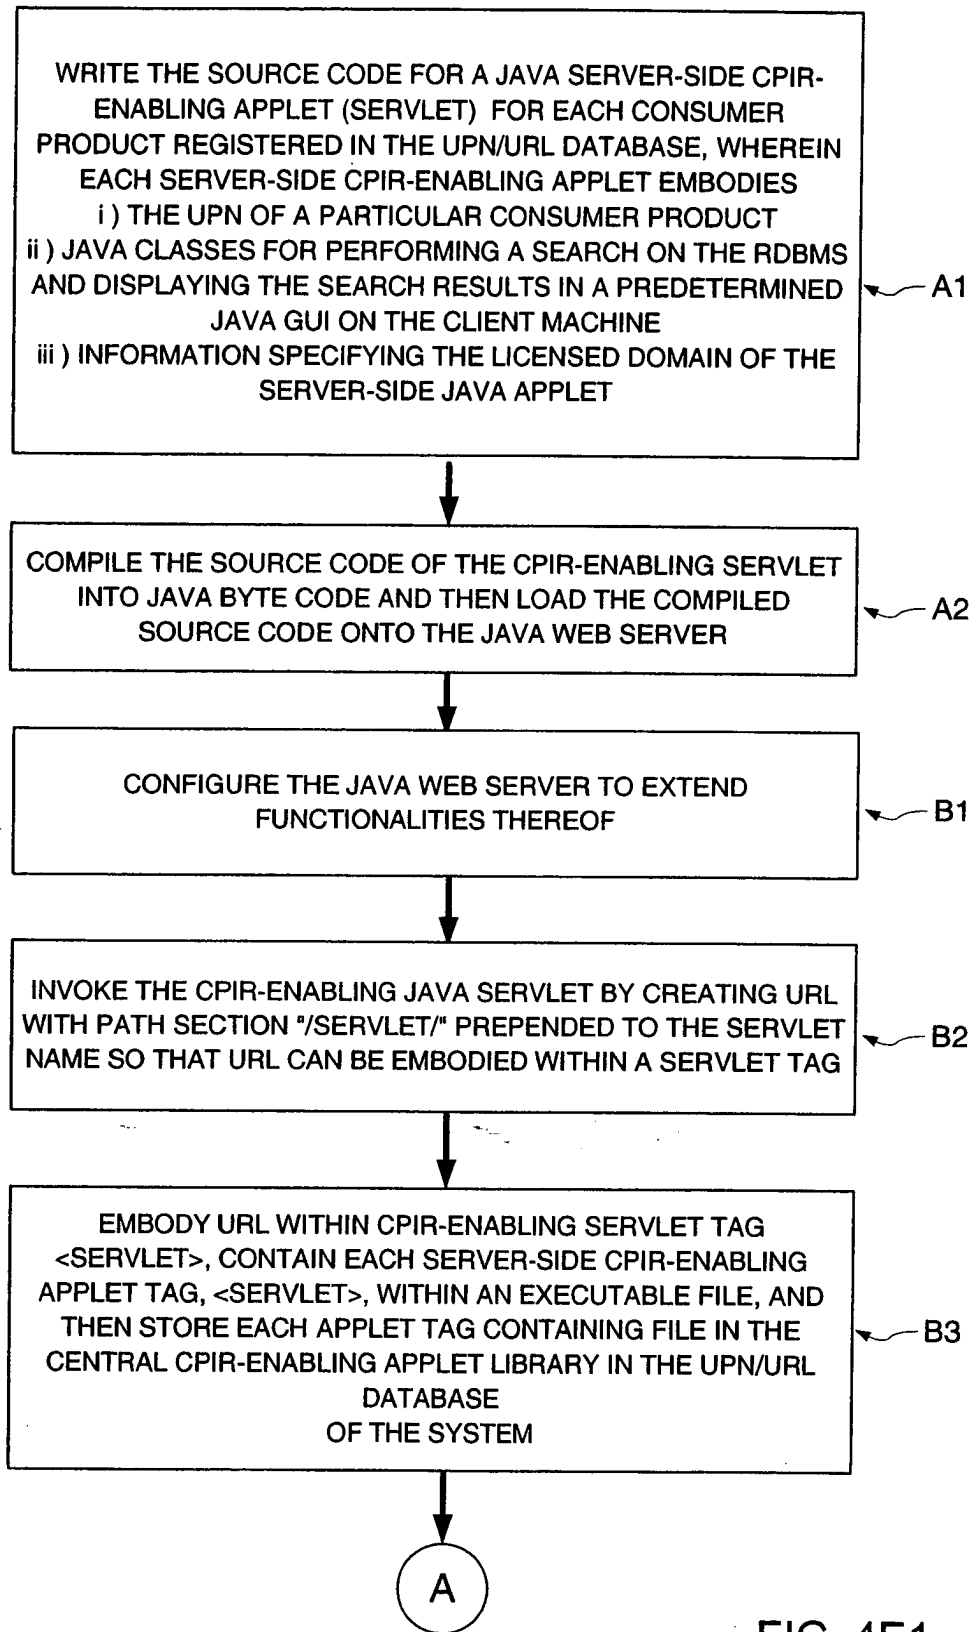 WRITE THE SOURCE CODE FOR A JAVA SERVER-SIDE CPIR-
ENABLING APPLET (SERVLET) FOR EACH CONSUMER
PRODUCT REGISTERED IN THE UPN/URL DATABASE, WHEREIN
EACH SERVER-SIDE CPIR-ENABLING APPLET EMBODIES
i ) THE UPN OF A PARTICULAR CONSUMER PRODUCT
ii ) JAVA CLASSES FOR PERFORMING A SEARCH ON THE RDBMS
AND DISPLAYING THE SEARCH RESULTS IN A PREDETERMINED
JAVA GUI ON THE CLIENT MACHINE
iii ) INFORMATION SPECIFYING THE LICENSED DOMAIN OF THE
SERVER-SIDE JAVA APPLET
A1
COMPILE THE SOURCE CODE OF THE CPIR-ENABLING SERVLET
INTO JAVA BYTE CODE AND THEN LOAD THE COMPILED
SOURCE CODE ONTO THE JAVA WEB SERVER
A2
CONFIGURE THE JAVA WEB SERVER TO EXTEND
FUNCTIONALITIES THEREOF
B1
INVOKE THE CPIR-ENABLING JAVA SERVLET BY CREATING URL
WITH PATH SECTION "/SERVLET/" PREPENDED TO THE SERVLET
NAME SO THAT URL CAN BE EMBODIED WITHIN A SERVLET TAG
B2
EMBODY URL WITHIN CPIR-ENABLING SERVLET TAG
<SERVLET>, CONTAIN EACH SERVER-SIDE CPIR-ENABLING
APPLET TAG, <SERVLET>, WITHIN AN EXECUTABLE FILE, AND
THEN STORE EACH APPLET TAG CONTAINING FILE IN THE
CENTRAL CPIR-ENABLING APPLET LIBRARY IN THE UPN/URL
DATABASE
OF THE SYSTEM
B3
A
FIG. 4E1